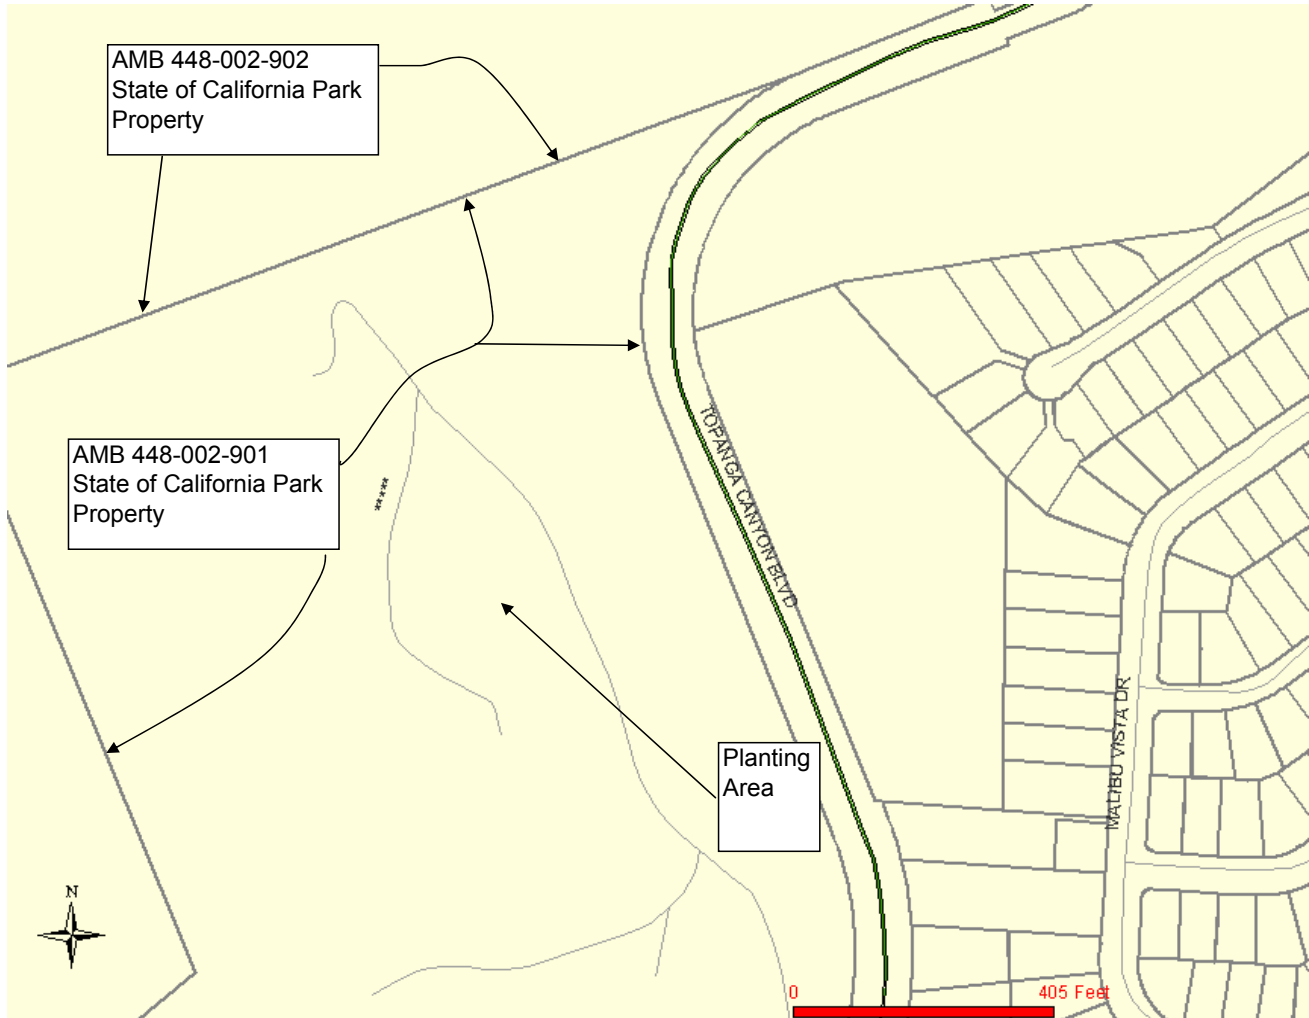 AMB 448-002-902
State of California Park
Property
AMB 448-002-901
State of California Park
Property
*****
TOPANGA CANYON BLVD
Planting
Area
MALIBU VISTA DR
N
0
405 Feet